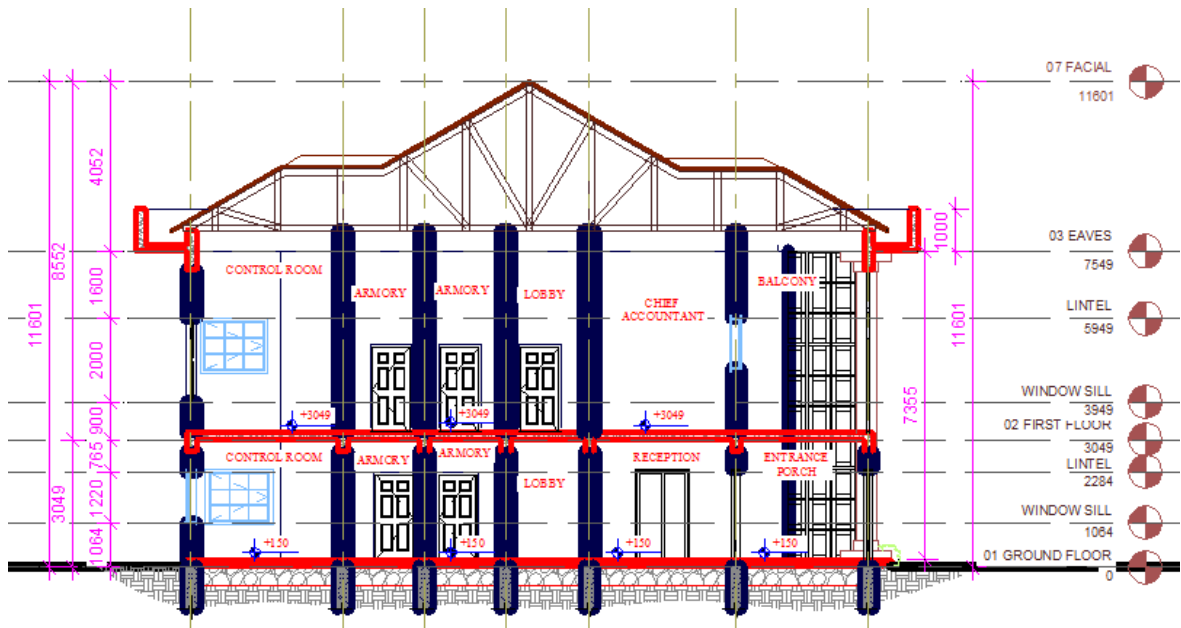 07 FACIAL
11601
4052
1000
03 EAVES
7549
8552
11601
11601
1600
CONTROL ROOM
ARMORY
ARMORY
LOBBY
CHIEF
ACCOUNTANT
BALCONY
LINTEL
5949
2000
7355
WINDOW SILL
3949
900
+3049
+3049
+3049
02 FIRST FLOOR
3049
765
CONTROL ROOM
ARMORY
ARMORY
LOBBY
RECEPTION
ENTRANCE
PORCH
LINTEL
2284
3049
1220
WINDOW SILL
1064
1064
+150
+150
+150
+150
01 GROUND FLOOR
0